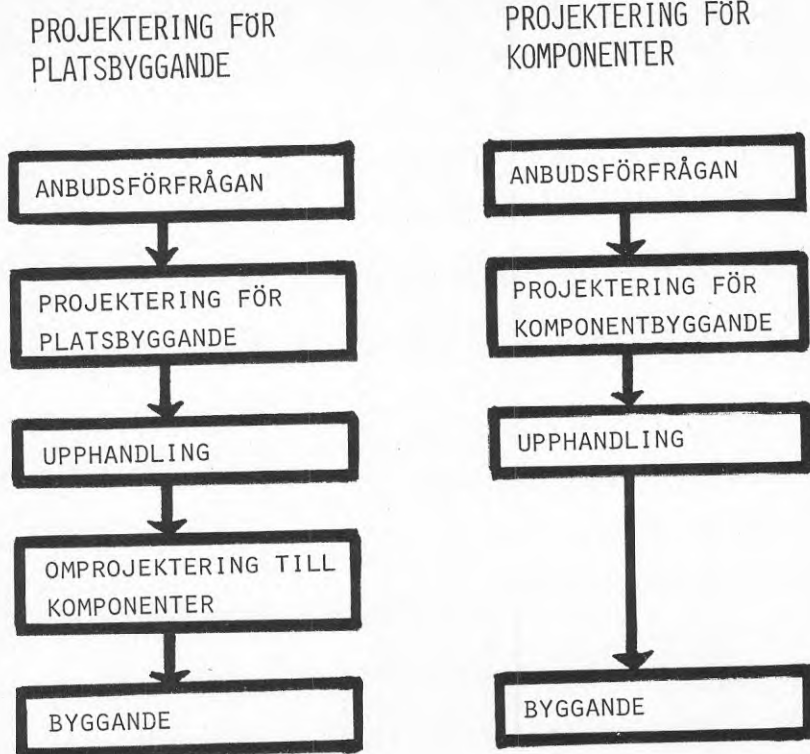 PROJEKTERING FÖR
PLATSBYGGANDE
ANBUDSFÖRFRÅGAN
PROJEKTERING FÖR
PLATSBYGGANDE
UPPHANDLING
OMPROJEKTERING TILL
KOMPONENTER
BYGGANDE
PROJEKTERING FÖR
KOMPONENTER
ANBUDSFÖRFRÅGAN
PROJEKTERING FÖR
KOMPONENTBYGGANDE
UPPHANDLING
BYGGANDE